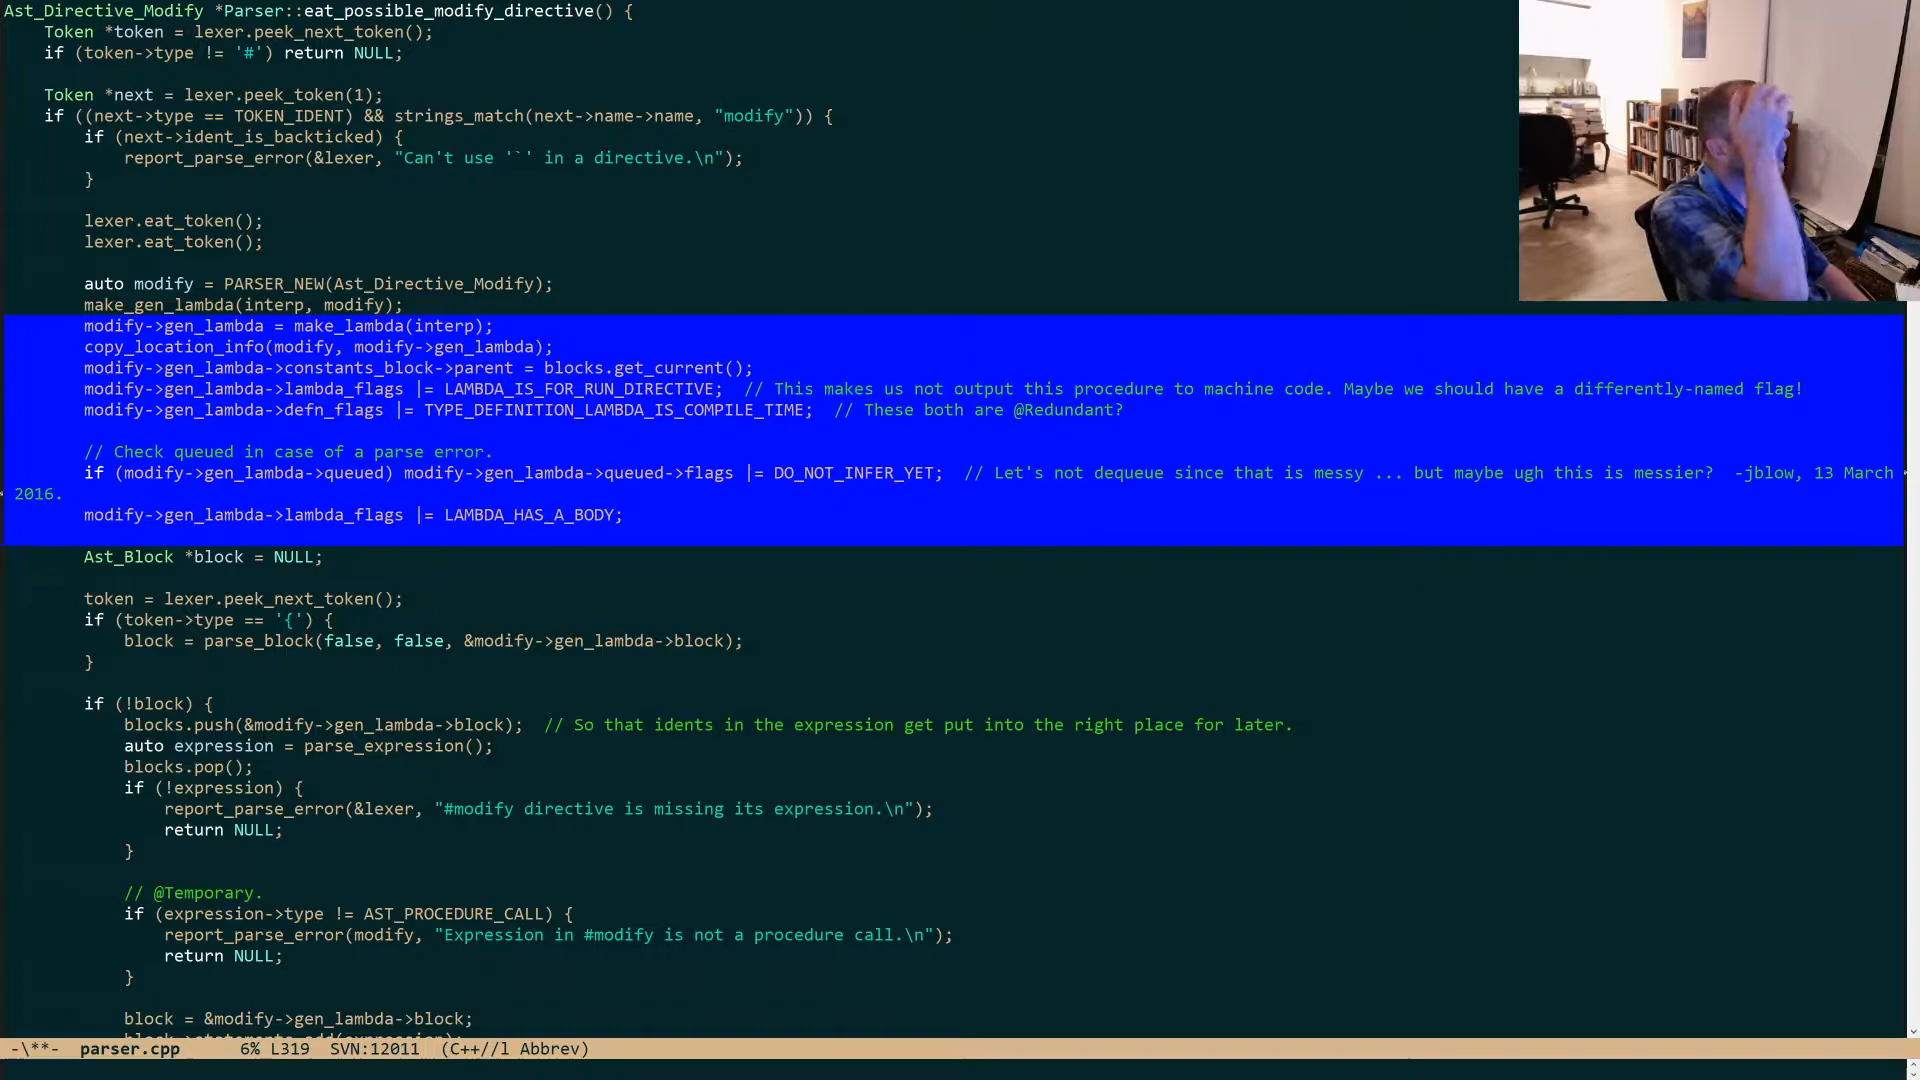 Ast_Directive_Modify *Parser::eat_possible_modify_directive() {
    Token *token = lexer.peek_next_token();
    if (token->type != '#') return NULL;

    Token *next = lexer.peek_token(1);
    if ((next->type == TOKEN_IDENT) && strings_match(next->name->name, "modify")) {
        if (next->ident_is_backticked) {
            report_parse_error(&lexer, "Can't use '`' in a directive.\n");
        }

        lexer.eat_token();
        lexer.eat_token();

        auto modify = PARSER_NEW(Ast_Directive_Modify);
        make_gen_lambda(interp, modify);
        modify->gen_lambda = make_lambda(interp);
        copy_location_info(modify, modify->gen_lambda);
        modify->gen_lambda->constants_block->parent = blocks.get_current();
        modify->gen_lambda->lambda_flags |= LAMBDA_IS_FOR_RUN_DIRECTIVE;  // This makes us not output this procedure to machine code. Maybe we should have a differently-named flag!
        modify->gen_lambda->defn_flags |= TYPE_DEFINITION_LAMBDA_IS_COMPILE_TIME;  // These both are @Redundant?

        // Check queued in case of a parse error.
        if (modify->gen_lambda->queued) modify->gen_lambda->queued->flags |= DO_NOT_INFER_YET;  // Let's not dequeue since that is messy ... but maybe ugh this is messier?  -jblow, 13 March
 2016.
        modify->gen_lambda->lambda_flags |= LAMBDA_HAS_A_BODY;

        Ast_Block *block = NULL;

        token = lexer.peek_next_token();
        if (token->type == '{') {
            block = parse_block(false, false, &modify->gen_lambda->block);
        }

        if (!block) {
            blocks.push(&modify->gen_lambda->block);  // So that idents in the expression get put into the right place for later.
            auto expression = parse_expression();
            blocks.pop();
            if (!expression) {
                report_parse_error(&lexer, "#modify directive is missing its expression.\n");
                return NULL;
            }

            // @Temporary.
            if (expression->type != AST_PROCEDURE_CALL) {
                report_parse_error(modify, "Expression in #modify is not a procedure call.\n");
                return NULL;
            }

            block = &modify->gen_lambda->block;
-\**-  parser.cpp      6% L319  SVN:12011  (C++//l Abbrev)